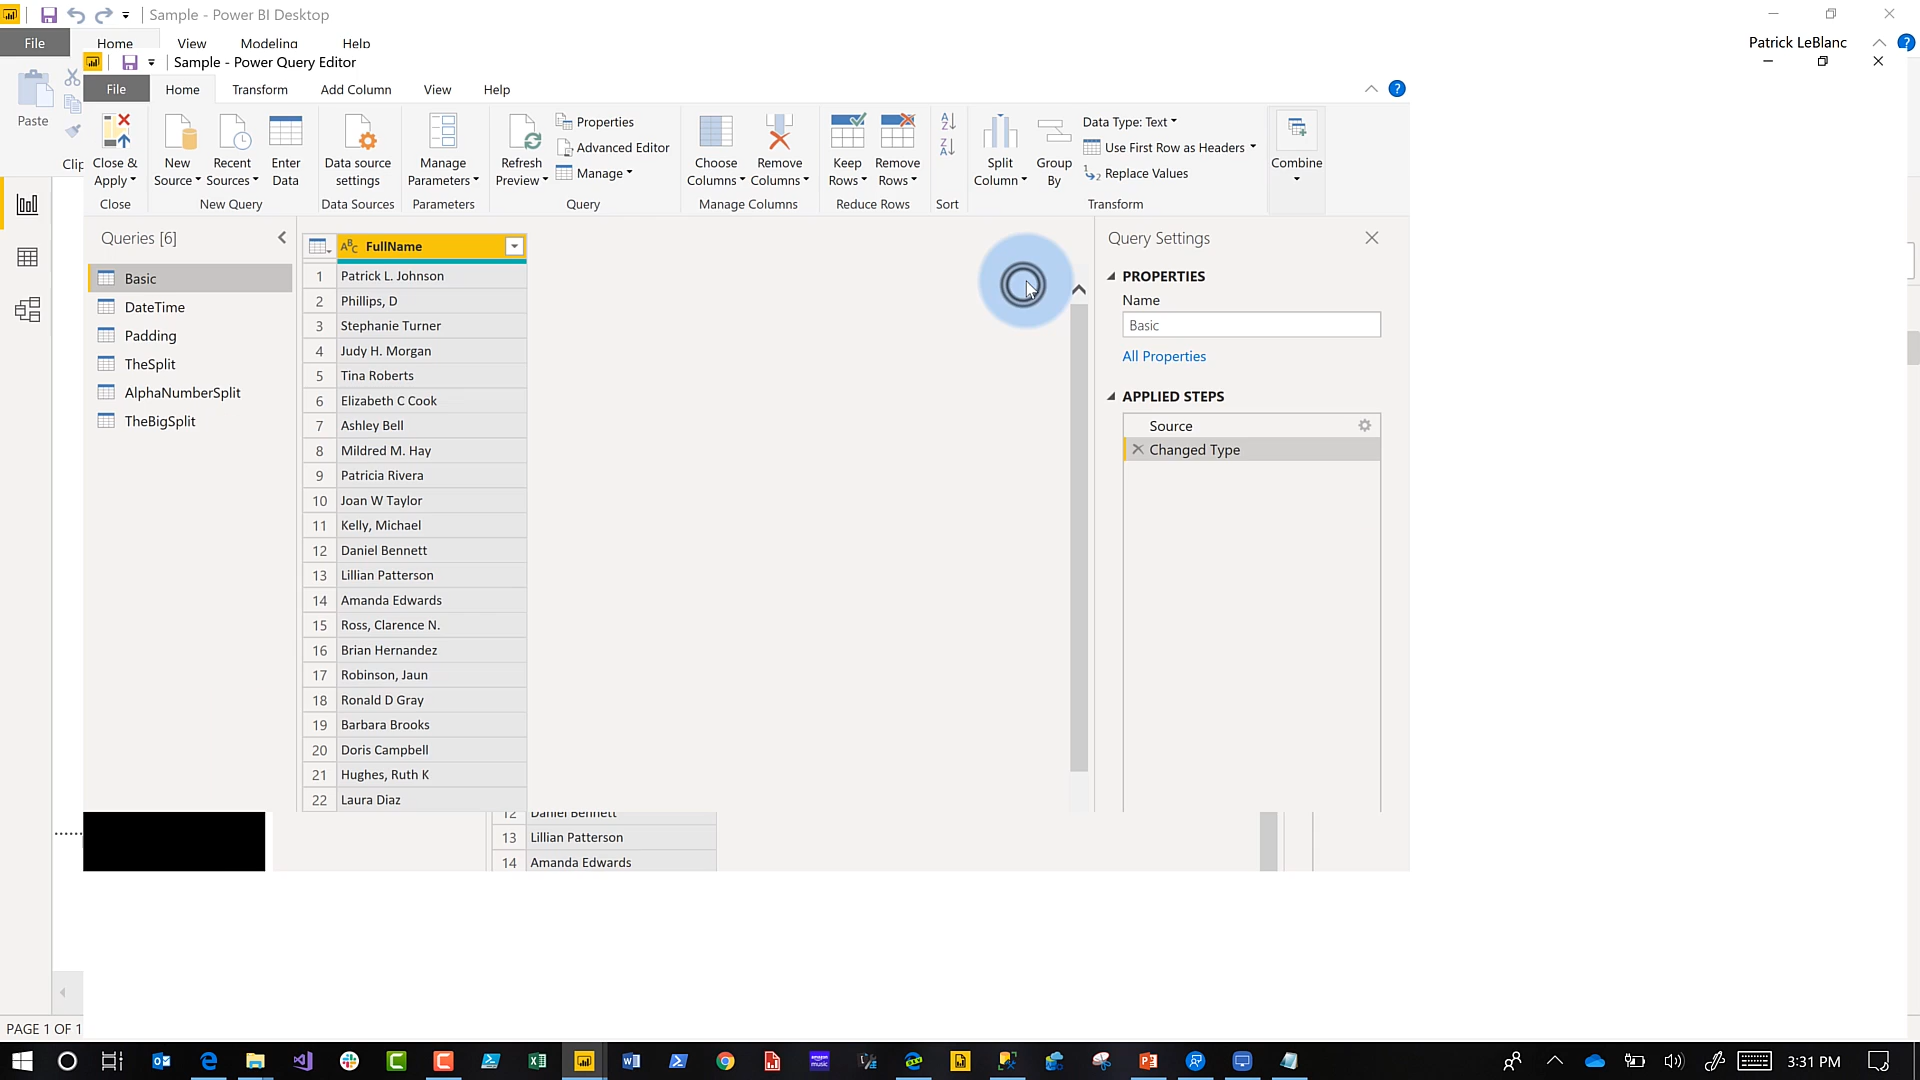 Sample - Power BI Desktop
File Home View Modeling Help
Patrick LeBlanc
Sample - Power Query Editor
File Home Transform Add Column View Help
Paste
Clip
Close & Apply
New Source
Recent Sources
Enter Data
Data source settings
Manage Parameters
Refresh Preview
Properties
Advanced Editor
Manage
Choose Columns
Remove Columns
Keep Rows
Remove Rows
Split Column
Group By
Data Type: Text
Use First Row as Headers
Replace Values
Combine
Close
New Query
Data Sources
Parameters
Query
Manage Columns
Reduce Rows
Sort
Transform
Queries [6]
Basic
DateTime
Padding
TheSplit
AlphaNumberSplit
TheBigSplit
ABC FullName
1 Patrick L. Johnson
2 Phillips, D
3 Stephanie Turner
4 Judy H. Morgan
5 Tina Roberts
6 Elizabeth C Cook
7 Ashley Bell
8 Mildred M. Hay
9 Patricia Rivera
10 Joan W Taylor
11 Kelly, Michael
12 Daniel Bennett
13 Lillian Patterson
14 Amanda Edwards
15 Ross, Clarence N.
16 Brian Hernandez
17 Robinson, Jaun
18 Ronald D Gray
19 Barbara Brooks
20 Doris Campbell
21 Hughes, Ruth K
22 Laura Diaz
Query Settings
PROPERTIES
Name
Basic
All Properties
APPLIED STEPS
Source
Changed Type
12 Daniel Bennett
13 Lillian Patterson
14 Amanda Edwards
PAGE 1 OF 1
3:31 PM